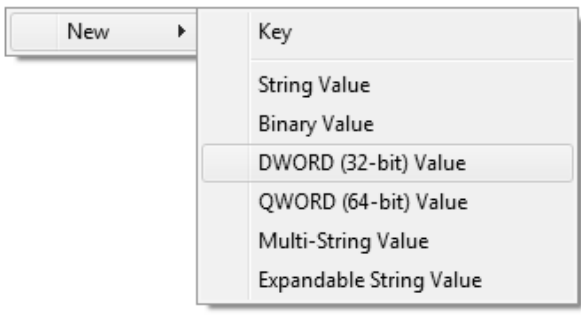 New
Key
String Value
Binary Value
DWORD (32-bit) Value
QWORD (64-bit) Value
Multi-String Value
Expandable String Value